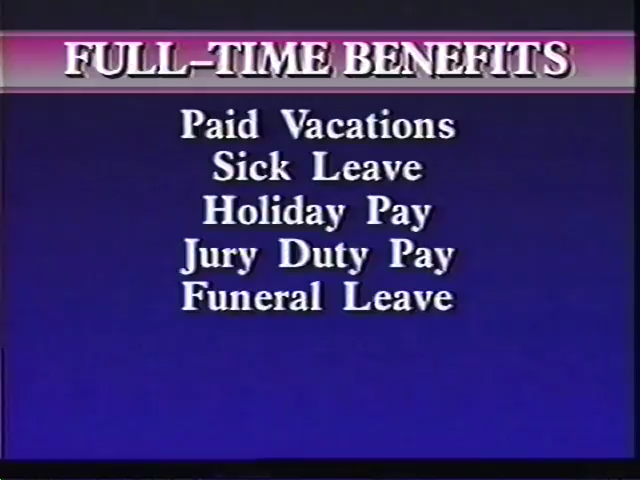 FULL-TIME BENEFITS
Paid Vacations
Sick Leave
Holiday Pay
Jury Duty Pay
Funeral Leave